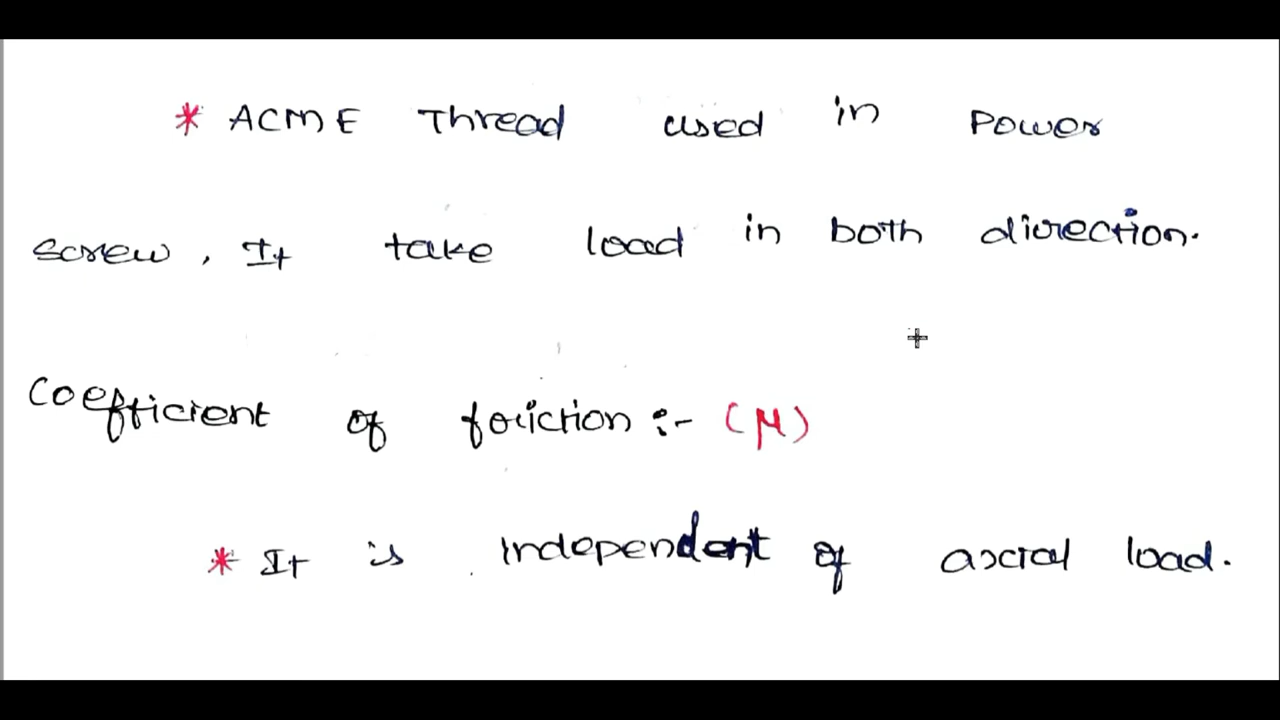 * ACME Thread used in Power
screw, It take load in both direction.
Coefficient of friction :- (μ)
* It is independent of axial load.